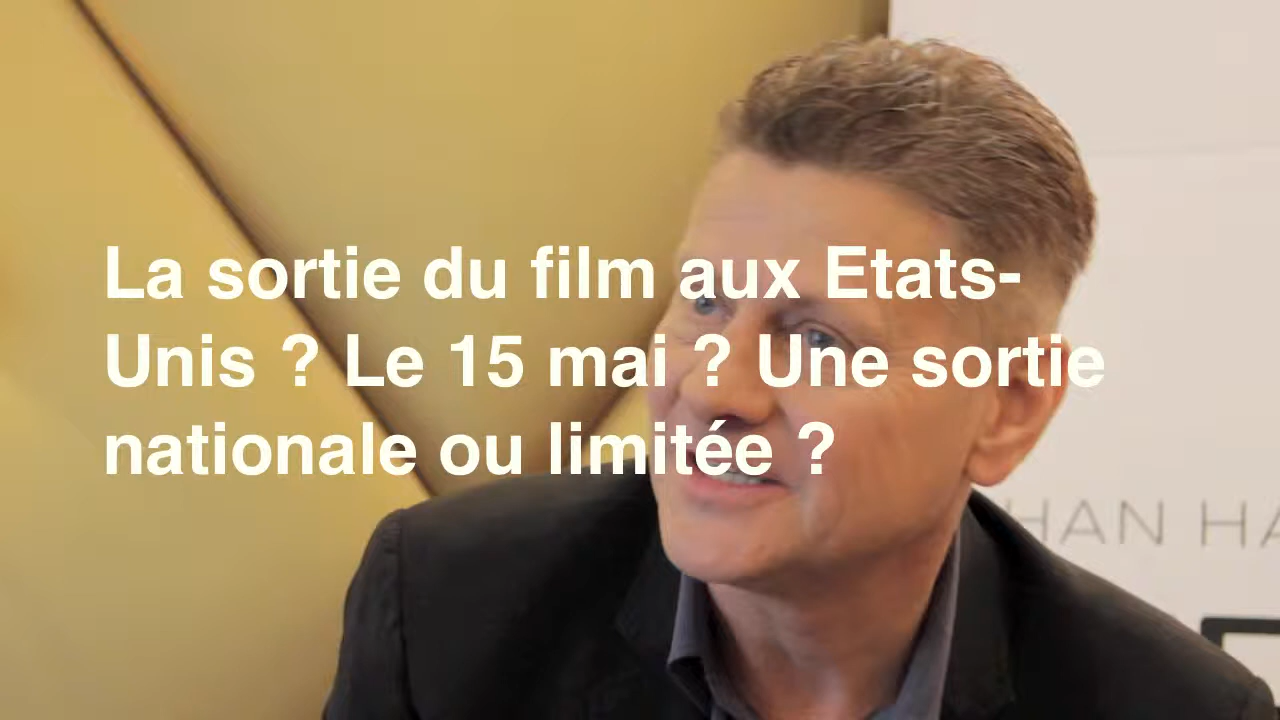 La sortie du film aux Etats-
Unis ? Le 15 mai ? Une sortie
nationale ou limitée ?
HAN HA